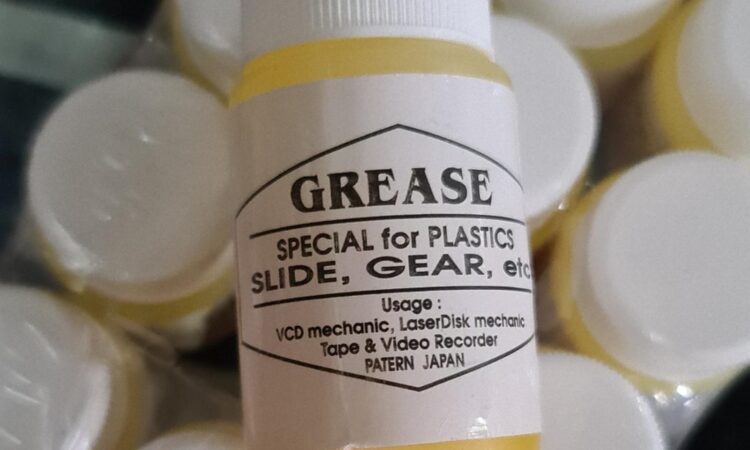 GREASE
SPECIAL for PLASTICS
SLIDE, GEAR, etc
Usage :
VCD mechanic, LaserDisk mechanic
Tape & Video Recorder
PATERN JAPAN